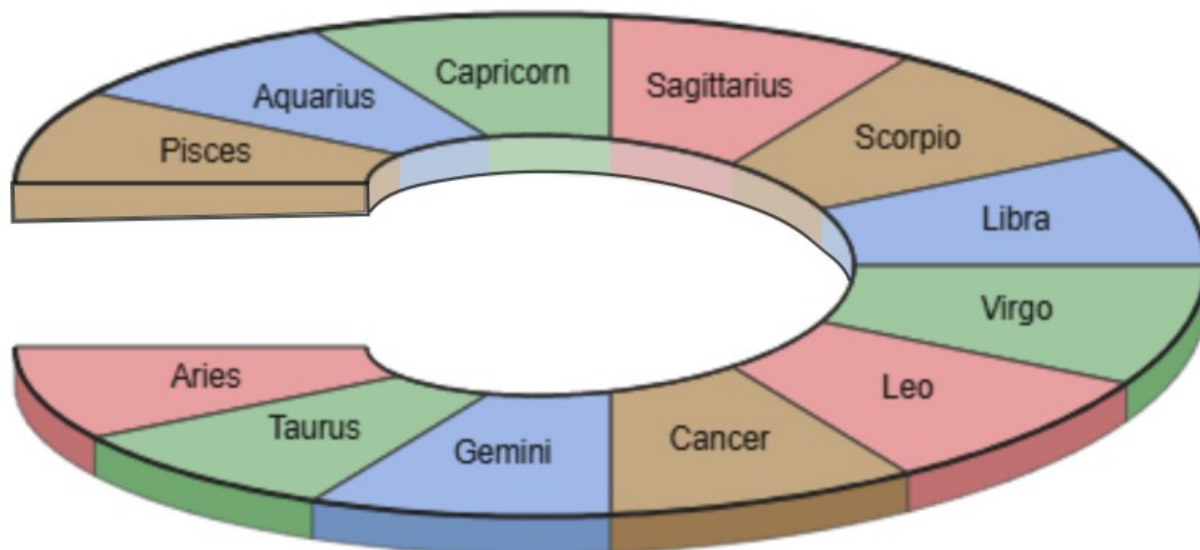 Capricorn
Sagittarius
Aquarius
Scorpio
Pisces
Libra
Virgo
Aries
Leo
Taurus
Cancer
Gemini